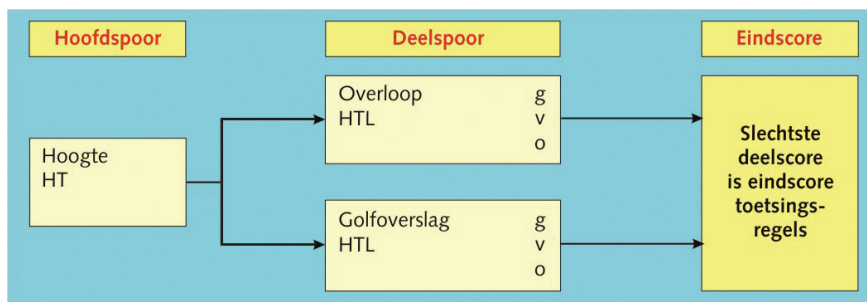 Hoofdspoor
Deelspoor
Eindscore
Hoogte
HT
Overloop g
HTL v
o
Golfoverslag g
HTL v
o
Slechtste
deelscore
is eindscore
toetsings-
regels